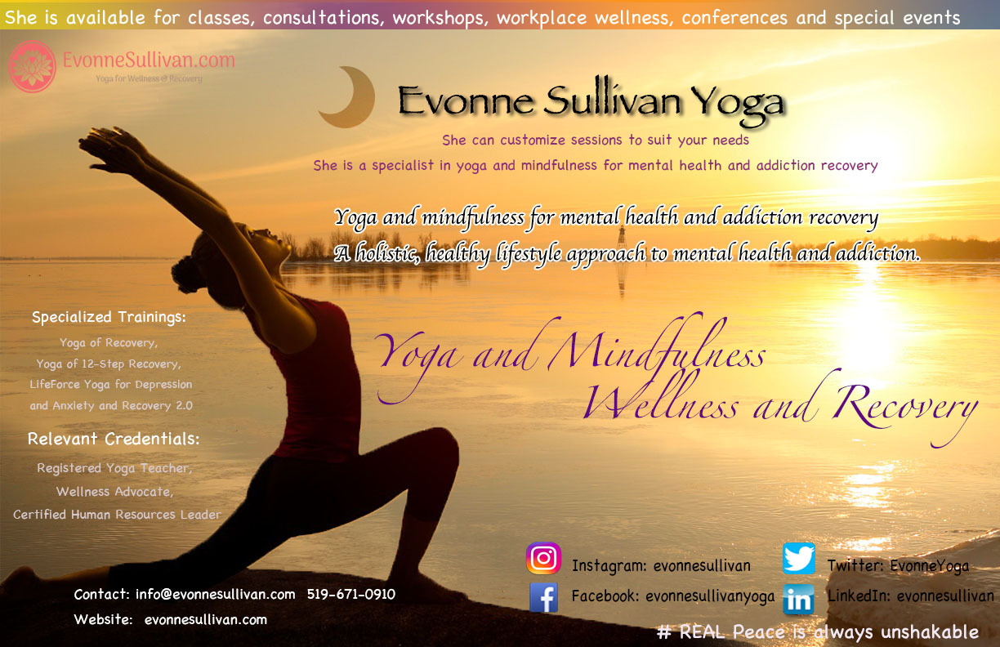 She is available for classes, consultations, workshops, workplace wellness, conferences and special events
EvonneSullivan.com
Yoga for Wellness & Recovery
Evonne Sullivan Yoga
She can customize sessions to suit your needs
She is a specialist in yoga and mindfulness for mental health and addiction recovery
Yoga and mindfulness for mental health and addiction recovery
A holistic, healthy lifestyle approach to mental health and addiction.
Yoga and Mindfulness
Wellness and Recovery
Specialized Trainings:
Yoga of Recovery,
Yoga of 12-Step Recovery,
LifeForce Yoga for Depression
and Anxiety and Recovery 2.0
Relevant Credentials:
Registered Yoga Teacher,
Wellness Advocate,
Certified Human Resources Leader
Contact: info@evonnesullivan.com 519-671-0910
Website: evonnesullivan.com
Instagram: evonnesullivan
Twitter: EvonneYoga
Facebook: evonnesullivanyoga
LinkedIn: evonnesullivan
# REAL Peace is always unshakable